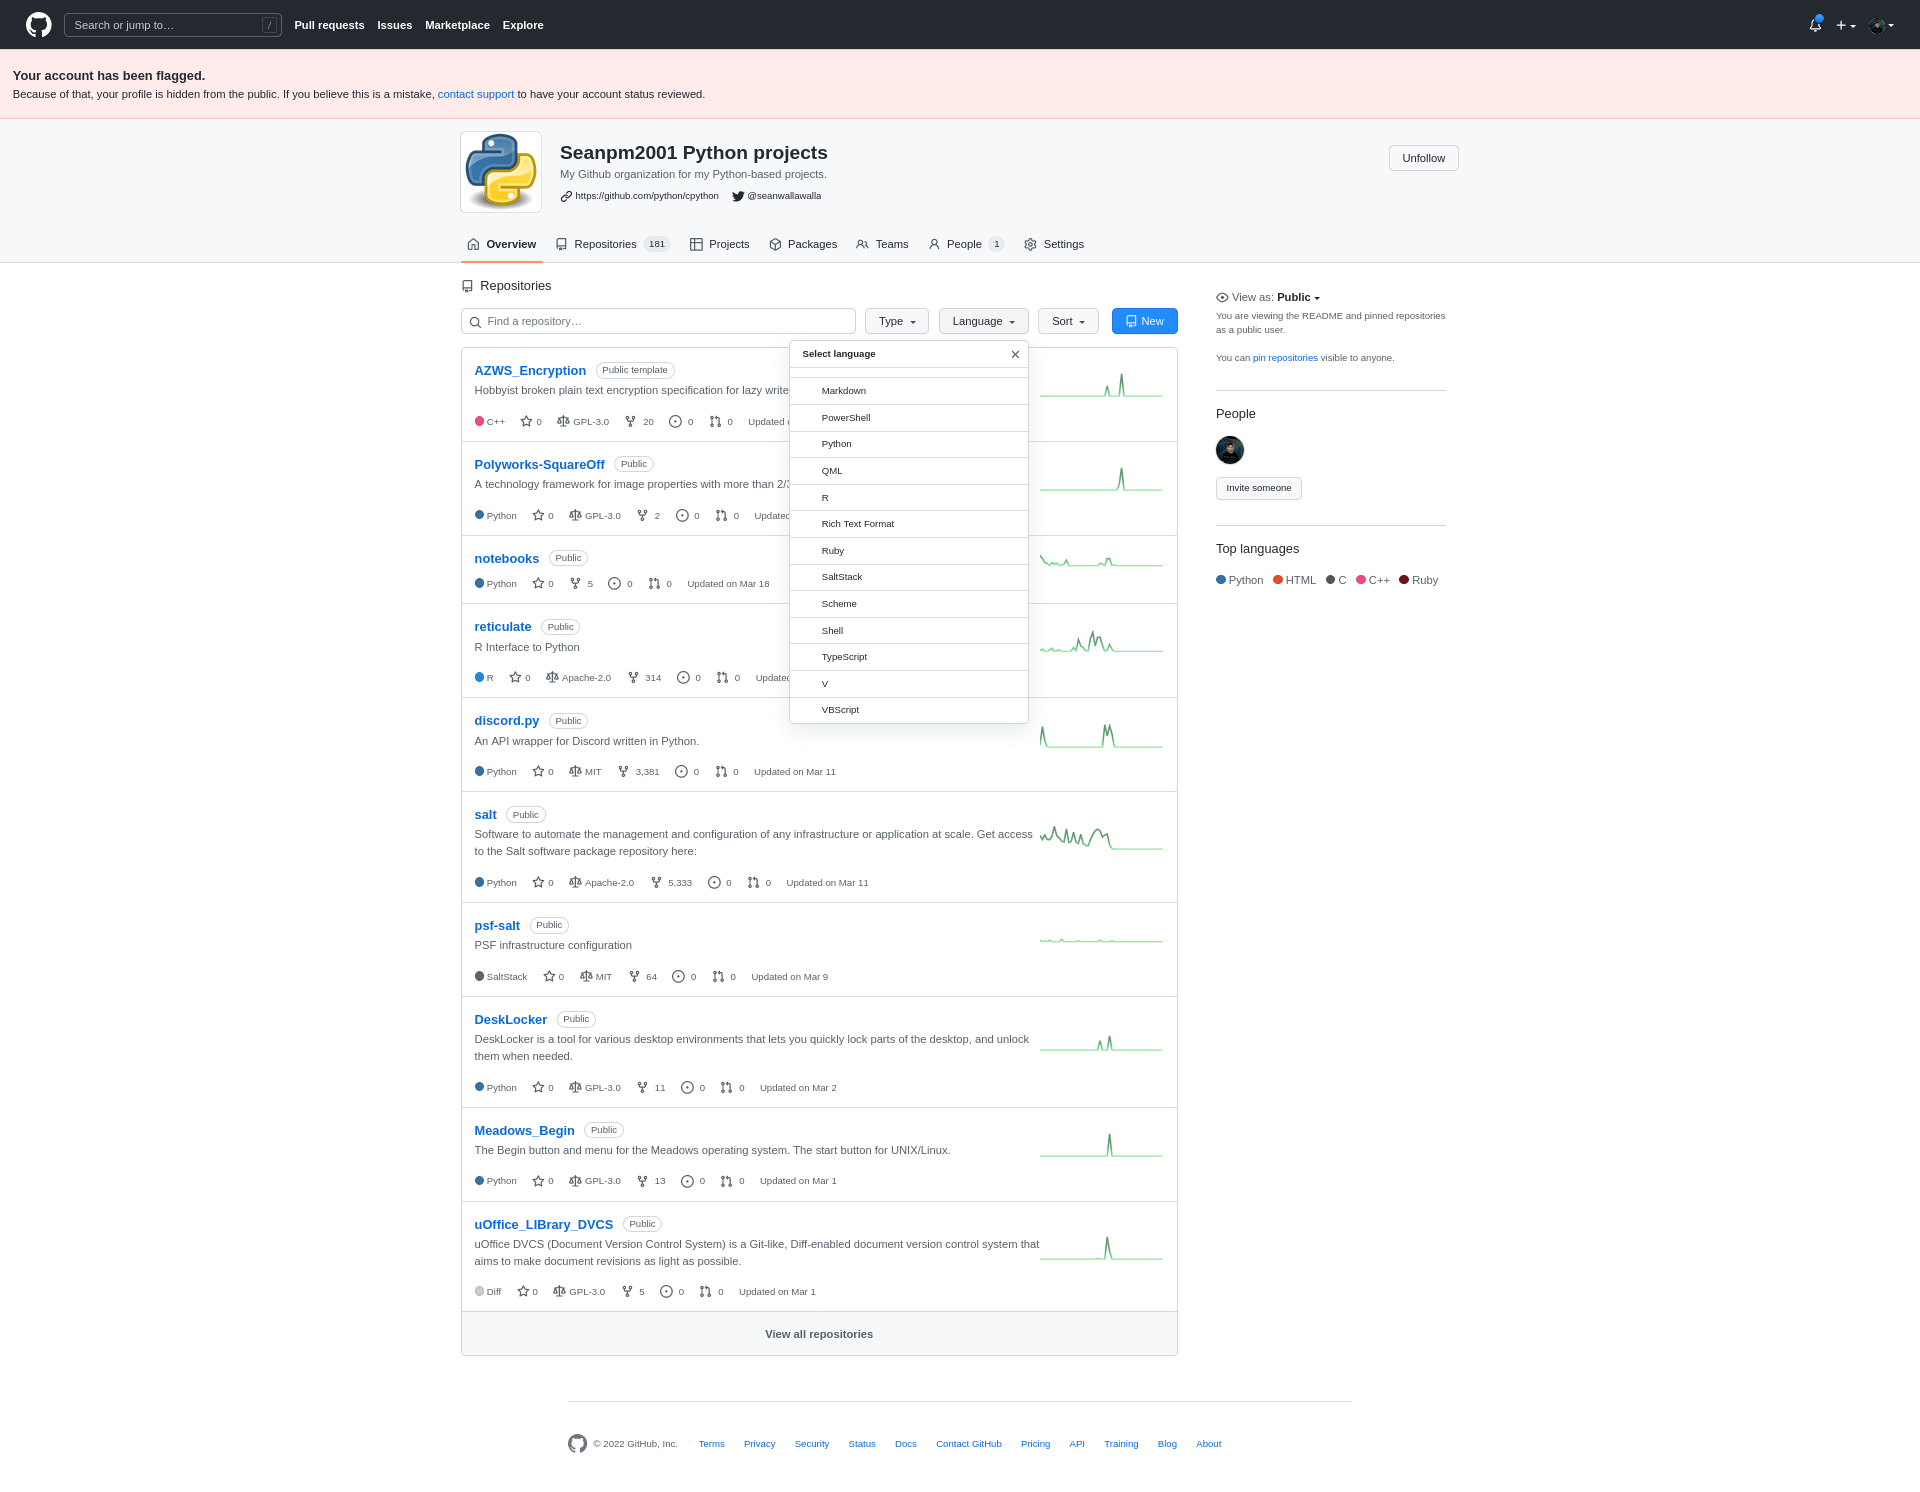 Search or jump to… /
Pull requests Issues Marketplace Explore
Your account has been flagged.
Because of that, your profile is hidden from the public. If you believe this is a mistake, contact support to have your account status reviewed.
Seanpm2001 Python projects
My Github organization for my Python-based projects.
https://github.com/python/cpython @seanwallawalla
Unfollow
Overview Repositories 181 Projects Packages Teams People 1 Settings
Repositories
Find a repository… Type Language Sort New
Select language
Markdown
PowerShell
Python
QML
R
Rich Text Format
Ruby
SaltStack
Scheme
Shell
TypeScript
V
VBScript
AZWS_Encryption Public template
Hobbyist broken plain text encryption specification for lazy write
C++ 0 GPL-3.0 20 0 0 Updated
Polyworks-SquareOff Public
A technology framework for image properties with more than 2/3
Python 0 GPL-3.0 2 0 0 Updated
notebooks Public
Python 0 5 0 0 Updated on Mar 18
reticulate Public
R Interface to Python
R 0 Apache-2.0 314 0 0 Updated
discord.py Public
An API wrapper for Discord written in Python.
Python 0 MIT 3,381 0 0 Updated on Mar 11
salt Public
Software to automate the management and configuration of any infrastructure or application at scale. Get access
to the Salt software package repository here:
Python 0 Apache-2.0 5,333 0 0 Updated on Mar 11
psf-salt Public
PSF infrastructure configuration
SaltStack 0 MIT 64 0 0 Updated on Mar 9
DeskLocker Public
DeskLocker is a tool for various desktop environments that lets you quickly lock parts of the desktop, and unlock
them when needed.
Python 0 GPL-3.0 11 0 0 Updated on Mar 2
Meadows_Begin Public
The Begin button and menu for the Meadows operating system. The start button for UNIX/Linux.
Python 0 GPL-3.0 13 0 0 Updated on Mar 1
uOffice_LIBrary_DVCS Public
uOffice DVCS (Document Version Control System) is a Git-like, Diff-enabled document version control system that
aims to make document revisions as light as possible.
Diff 0 GPL-3.0 5 0 0 Updated on Mar 1
View all repositories
View as: Public
You are viewing the README and pinned repositories
as a public user.
You can pin repositories visible to anyone.
People
Invite someone
Top languages
Python HTML C C++ Ruby
© 2022 GitHub, Inc. Terms Privacy Security Status Docs Contact GitHub Pricing API Training Blog About